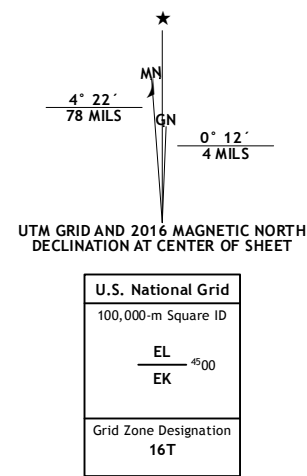 ★
MN
4° 22´
78 MILS
GN
0° 12´
4 MILS
UTM GRID AND 2016 MAGNETIC NORTH
DECLINATION AT CENTER OF SHEET
U.S. National Grid
100,000-m Square ID
EL
4500
EK
Grid Zone Designation
16T